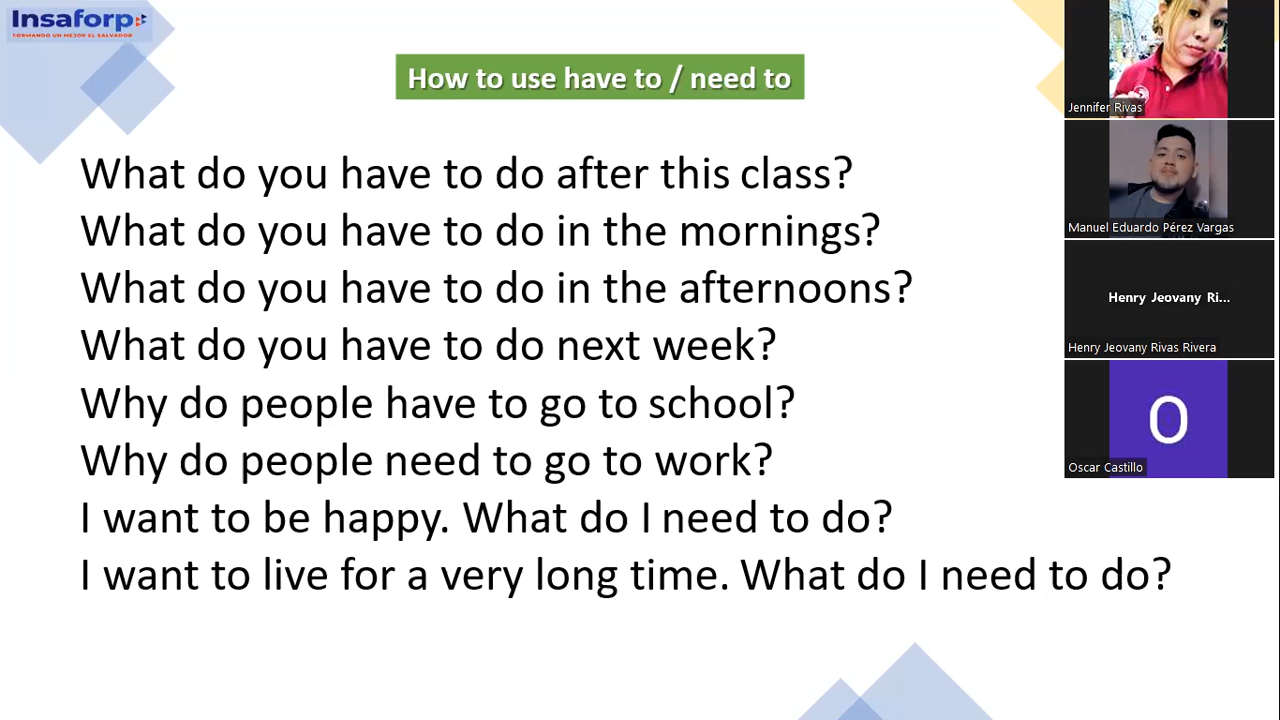 Insaforp
FORMANDO UN MEJOR EL SALVADOR
How to use have to / need to
What do you have to do after this class?
What do you have to do in the mornings?
What do you have to do in the afternoons?
What do you have to do next week?
Why do people have to go to school?
Why do people need to go to work?
I want to be happy. What do I need to do?
I want to live for a very long time. What do I need to do?
Jennifer Rivas
Manuel Eduardo Pérez Vargas
Henry Jeovany Ri...
Henry Jeovany Rivas Rivera
O
Oscar Castillo